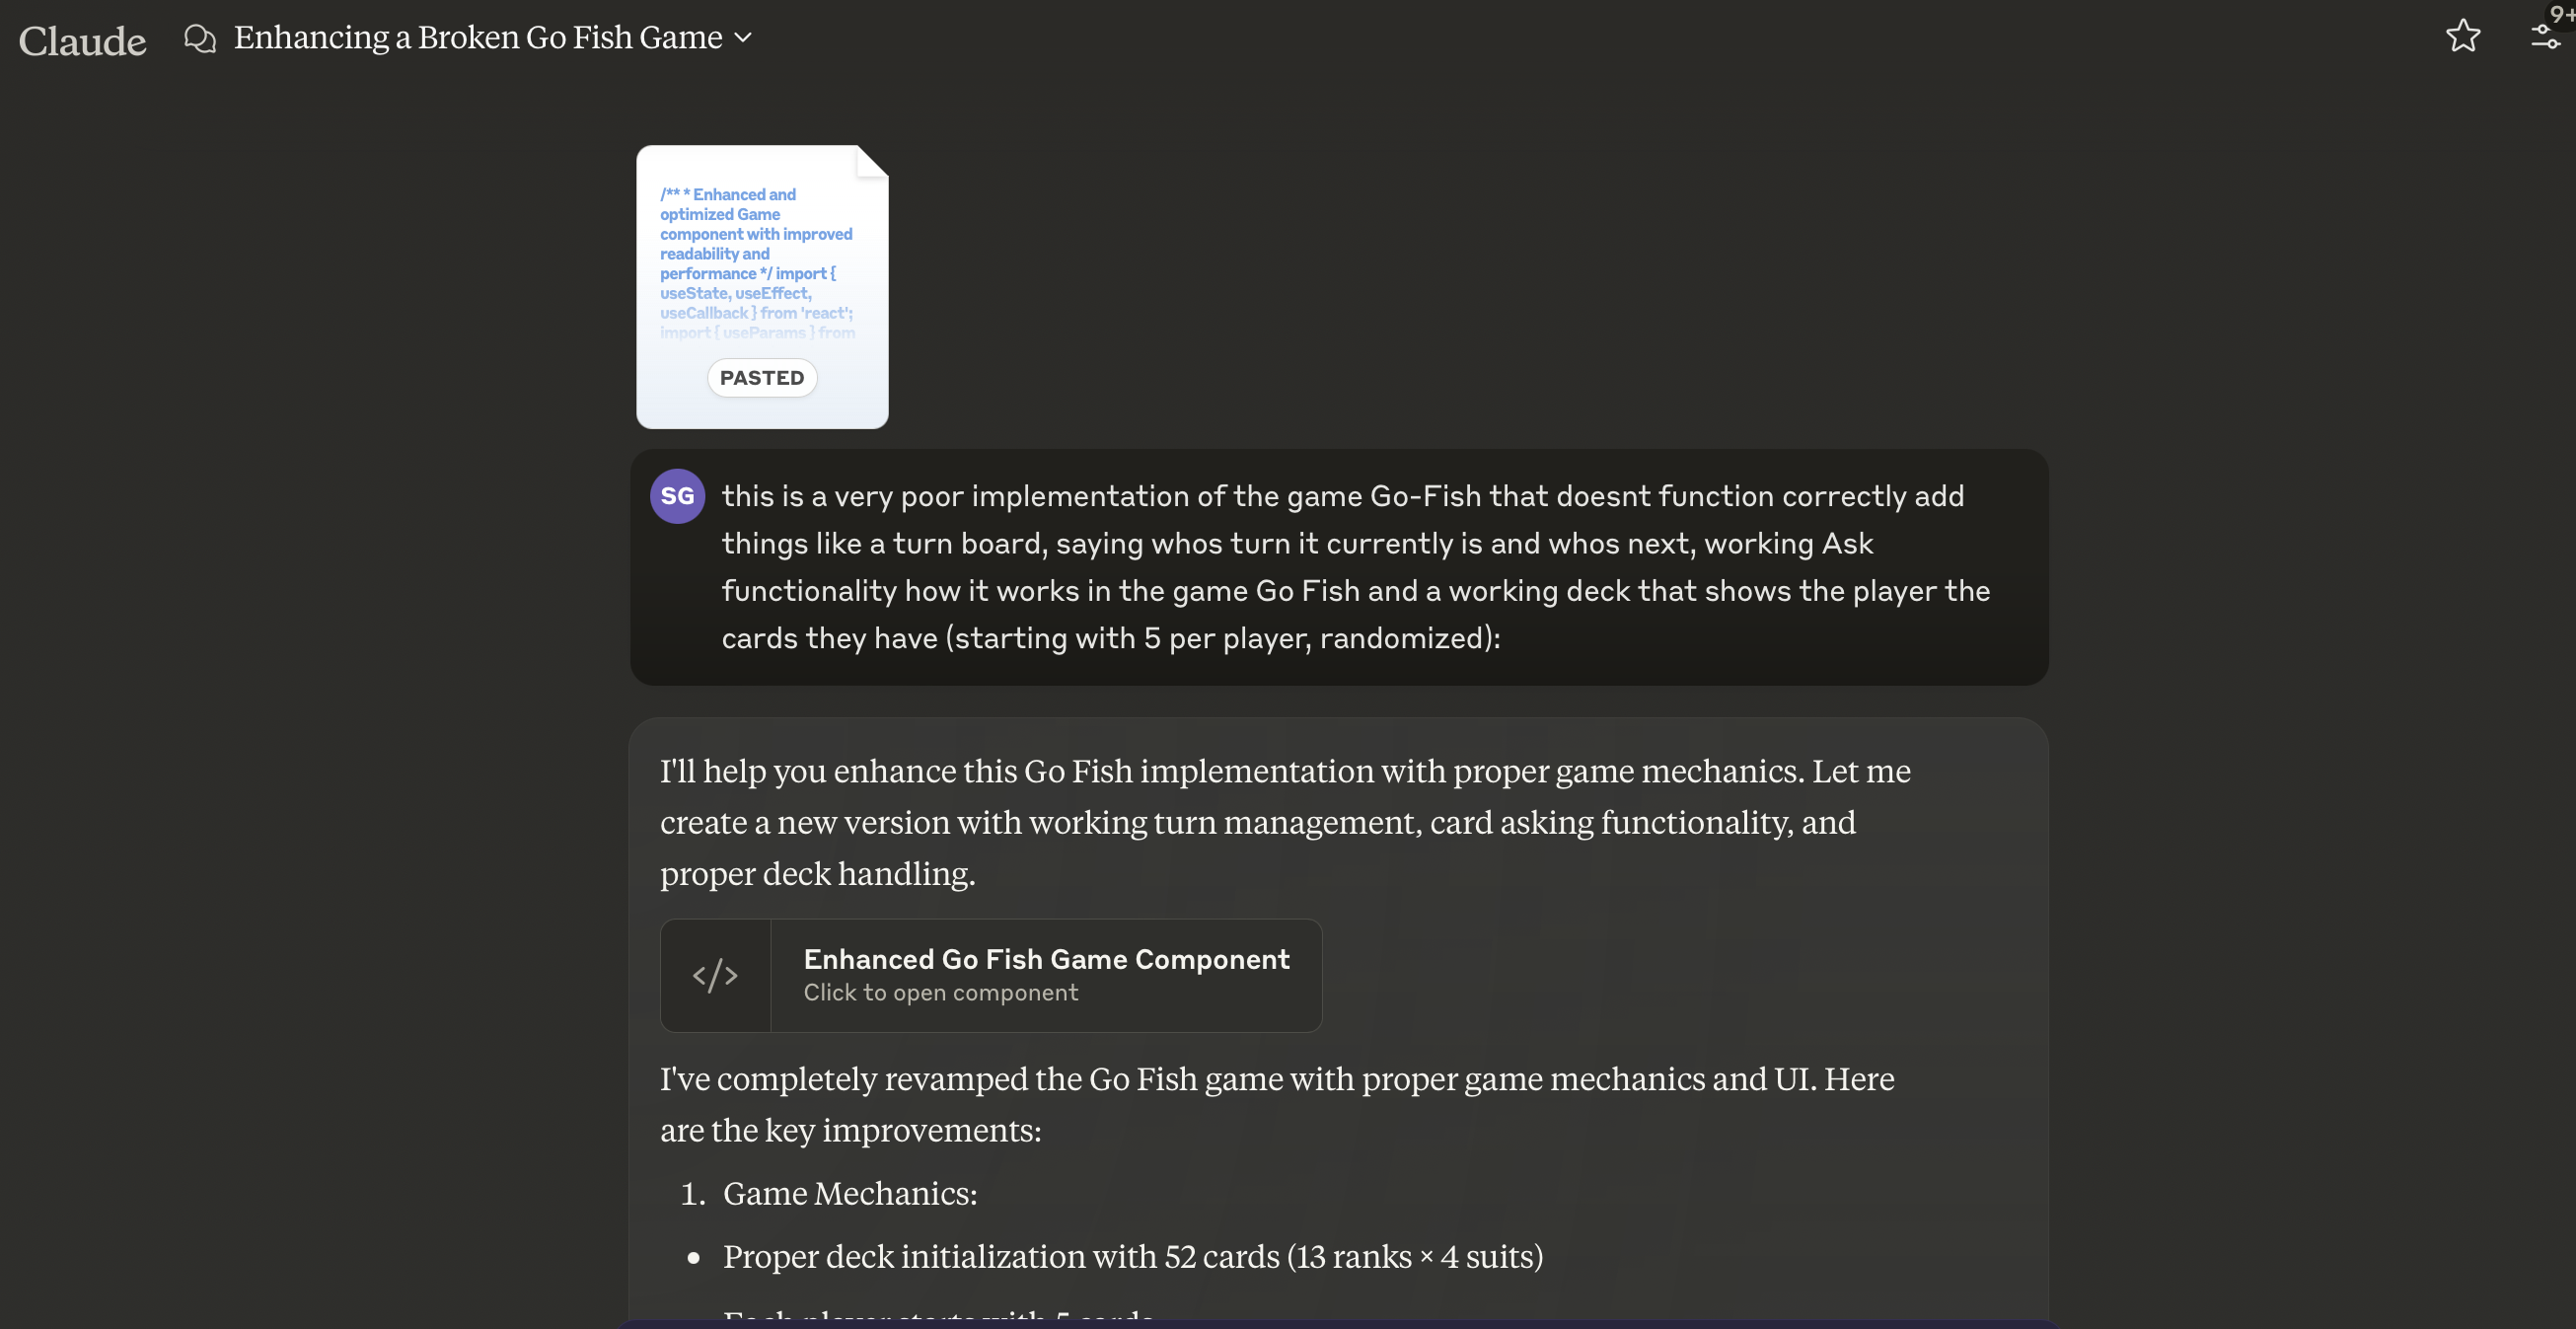 Claude
Enhancing a Broken Go Fish Game
9+
/** * Enhanced and
optimized Game
component with improved
readability and
performance */ import {
useState, useEffect,
useCallback } from 'react';
import { useParams } from
PASTED
SG
this is a very poor implementation of the game Go-Fish that doesnt function correctly add
things like a turn board, saying whos turn it currently is and whos next, working Ask
functionality how it works in the game Go Fish and a working deck that shows the player the
cards they have (starting with 5 per player, randomized):
I'll help you enhance this Go Fish implementation with proper game mechanics. Let me
create a new version with working turn management, card asking functionality, and
proper deck handling.
</>
Enhanced Go Fish Game Component
Click to open component
I've completely revamped the Go Fish game with proper game mechanics and UI. Here
are the key improvements:
1. Game Mechanics:
• Proper deck initialization with 52 cards (13 ranks × 4 suits)
Each player starts with 5 cards